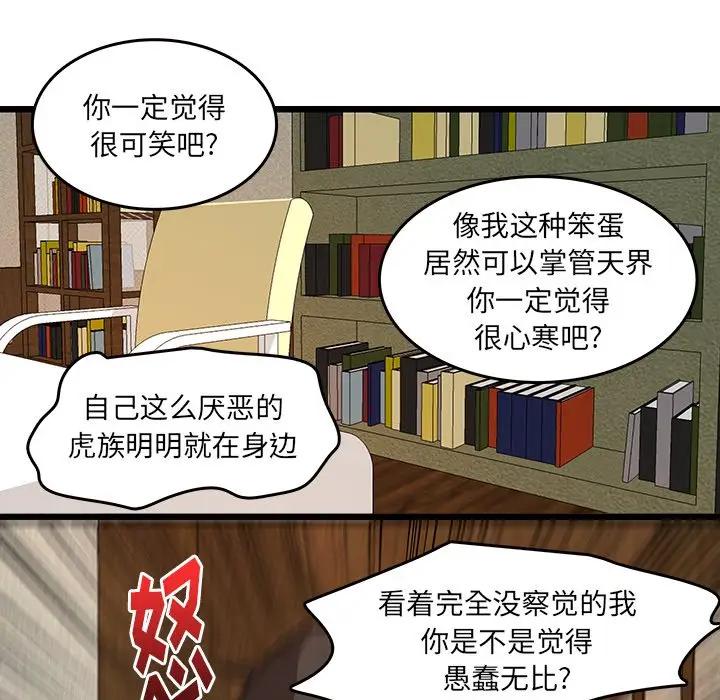 你一定觉得
很可笑吧?
像我这种笨蛋
居然可以掌管天界
你一定觉得
很心寒吧?
自己这么厌恶的
虎族明明就在身边
怒
看着完全没察觉的我
你是不是觉得
愚蠢无比?